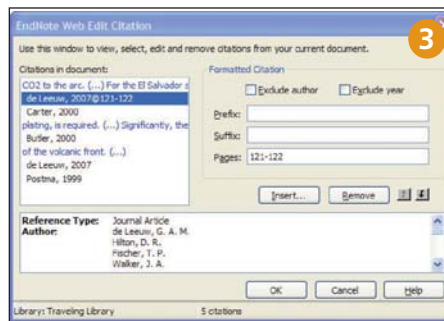 EndNote Web Edit Citation
3
Use this window to view, select, edit and remove citations from your current document.
Citations in document:
CO2 to the arc. (...) For the El Salvador s
de Leeuw, 2007@121-122
Carter, 2000
plating, is required. (...) Significantly, the
Butler, 2000
of the volcanic front. (...)
de Leeuw, 2007
Postma, 1999
Formatted Citation
Exclude author Exclude year
Prefix:
Suffix:
Pages: 121-122
Insert... Remove
Reference Type: Journal Article
Author: de Leeuw, G. A. M.
Hilton, D. R.
Fischer, T. P.
Walker, J. A.
OK Cancel Help
Library: Traveling Library 5 citations